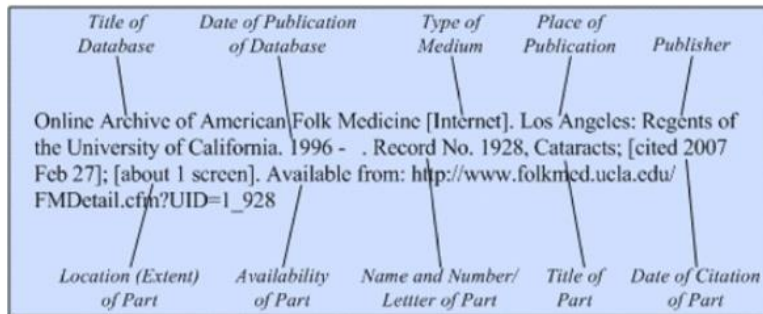 Title of Database
Date of Publication of Database
Type of Medium
Place of Publication
Publisher
Online Archive of American Folk Medicine [Internet]. Los Angeles: Regents of
the University of California. 1996 - . Record No. 1928, Cataracts; [cited 2007
Feb 27]; [about 1 screen]. Available from: http://www.folkmed.ucla.edu/
FMDetail.cfm?UID=1_928
Location (Extent) of Part
Availability of Part
Name and Number/ Lettter of Part
Title of Part
Date of Citation of Part